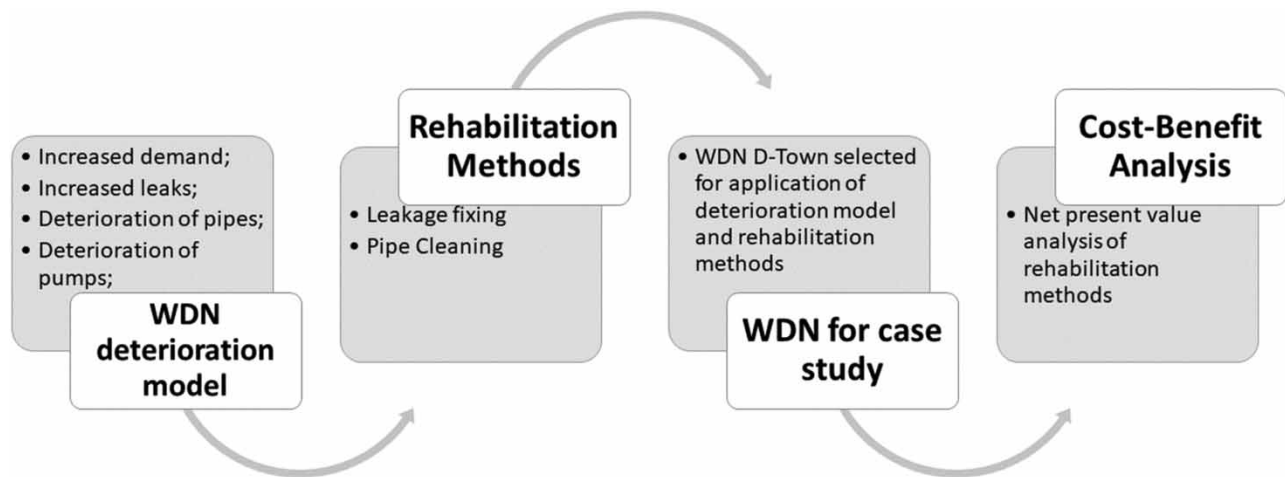 • Increased demand;
• Increased leaks;
• Deterioration of pipes;
• Deterioration of
pumps;
WDN
deterioration
model
Rehabilitation
Methods
• Leakage fixing
• Pipe Cleaning
• WDN D-Town selected
for application of
deterioration model
and rehabilitation
methods
WDN for case
study
Cost-Benefit
Analysis
• Net present value
analysis of
rehabilitation
methods